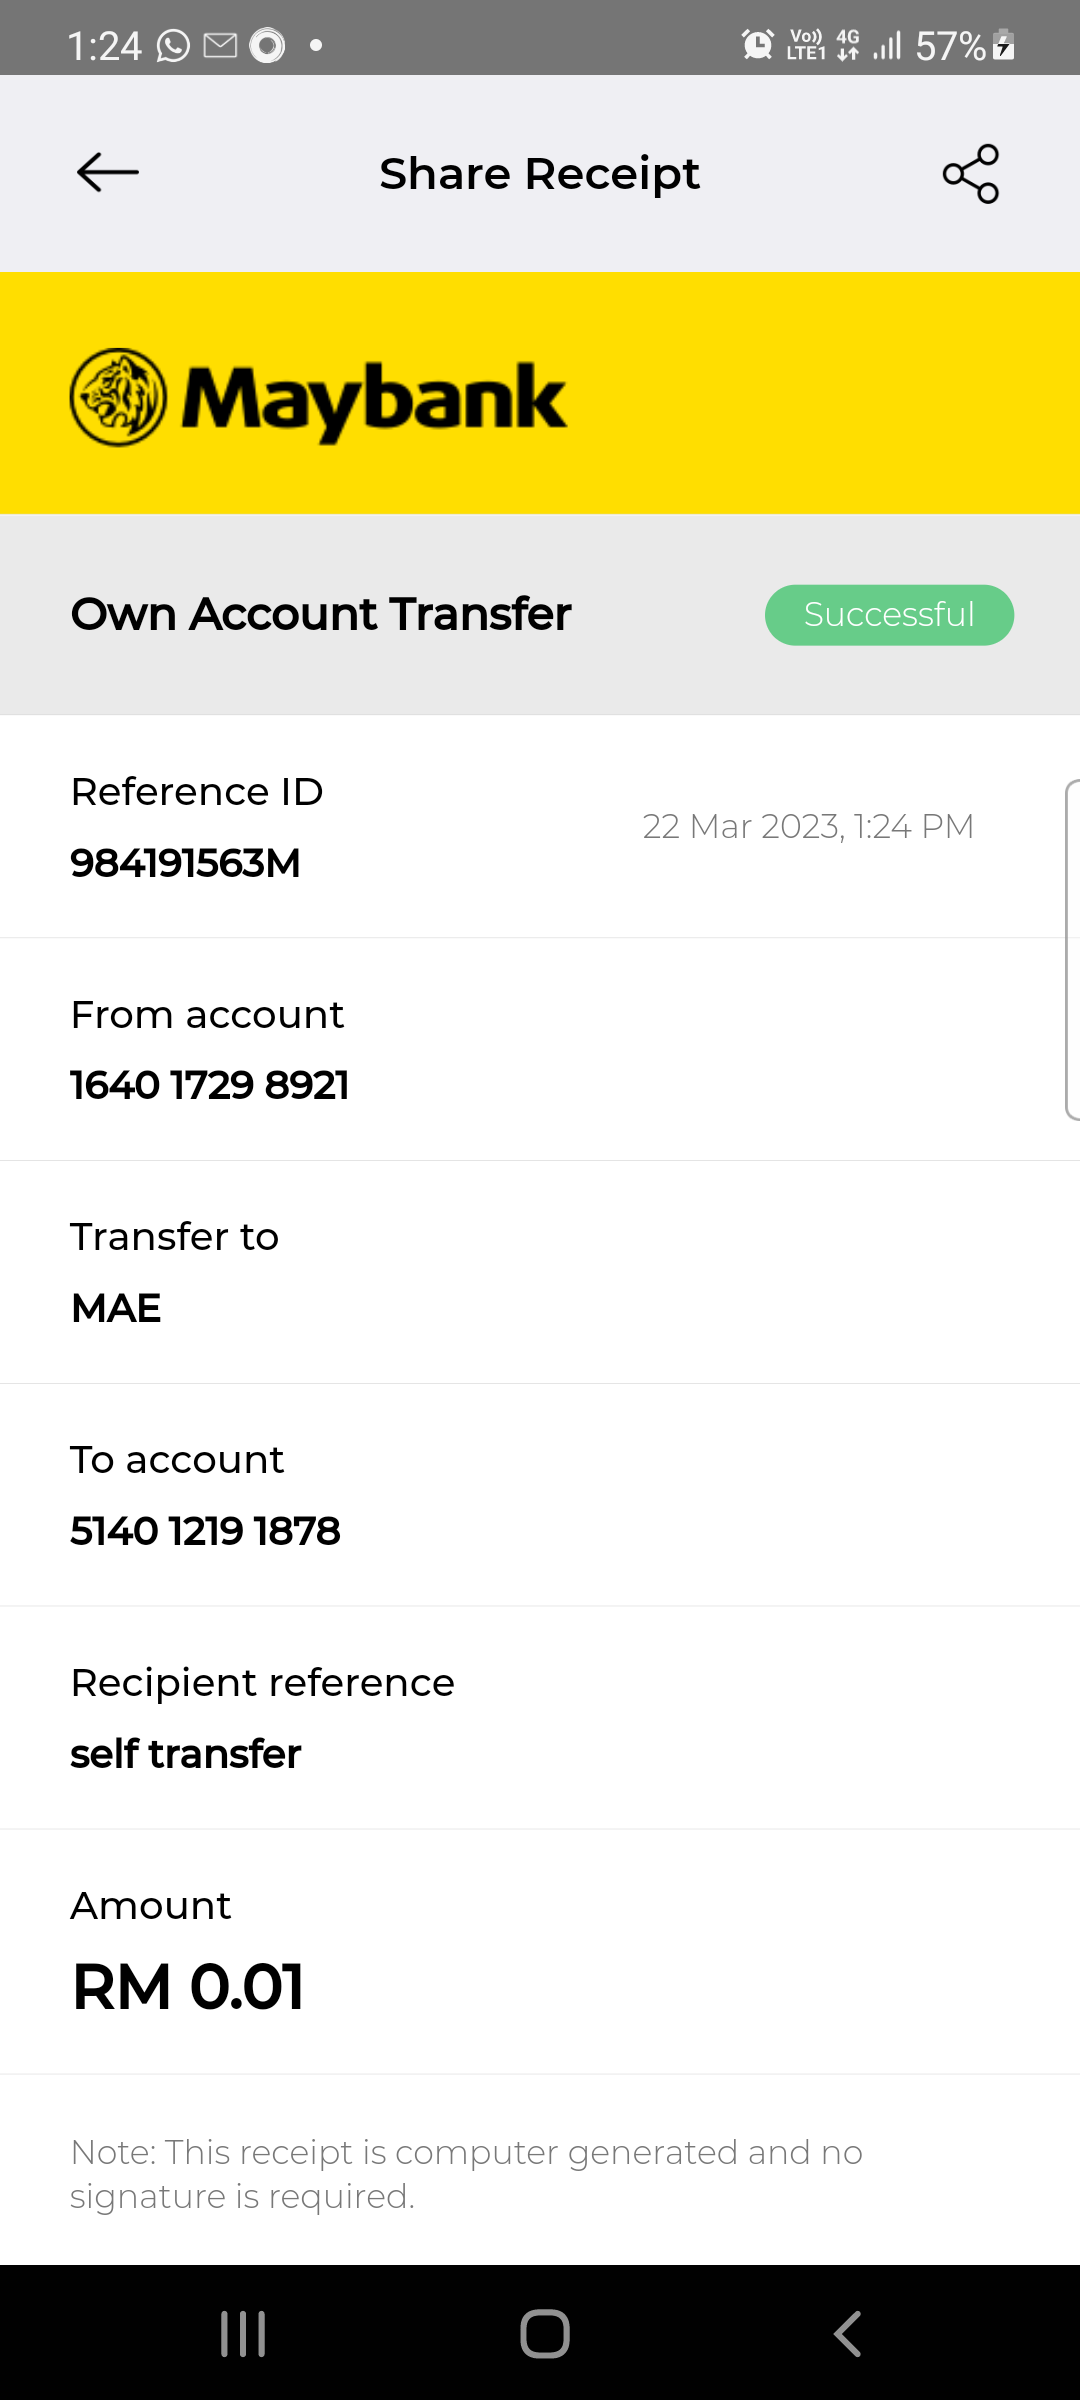 1:24
Vo)) LTE1 4G 57%
Share Receipt
Maybank
Own Account Transfer
Successful
Reference ID
22 Mar 2023, 1:24 PM
984191563M
From account
1640 1729 8921
Transfer to
MAE
To account
5140 1219 1878
Recipient reference
self transfer
Amount
RM 0.01
Note: This receipt is computer generated and no
signature is required.